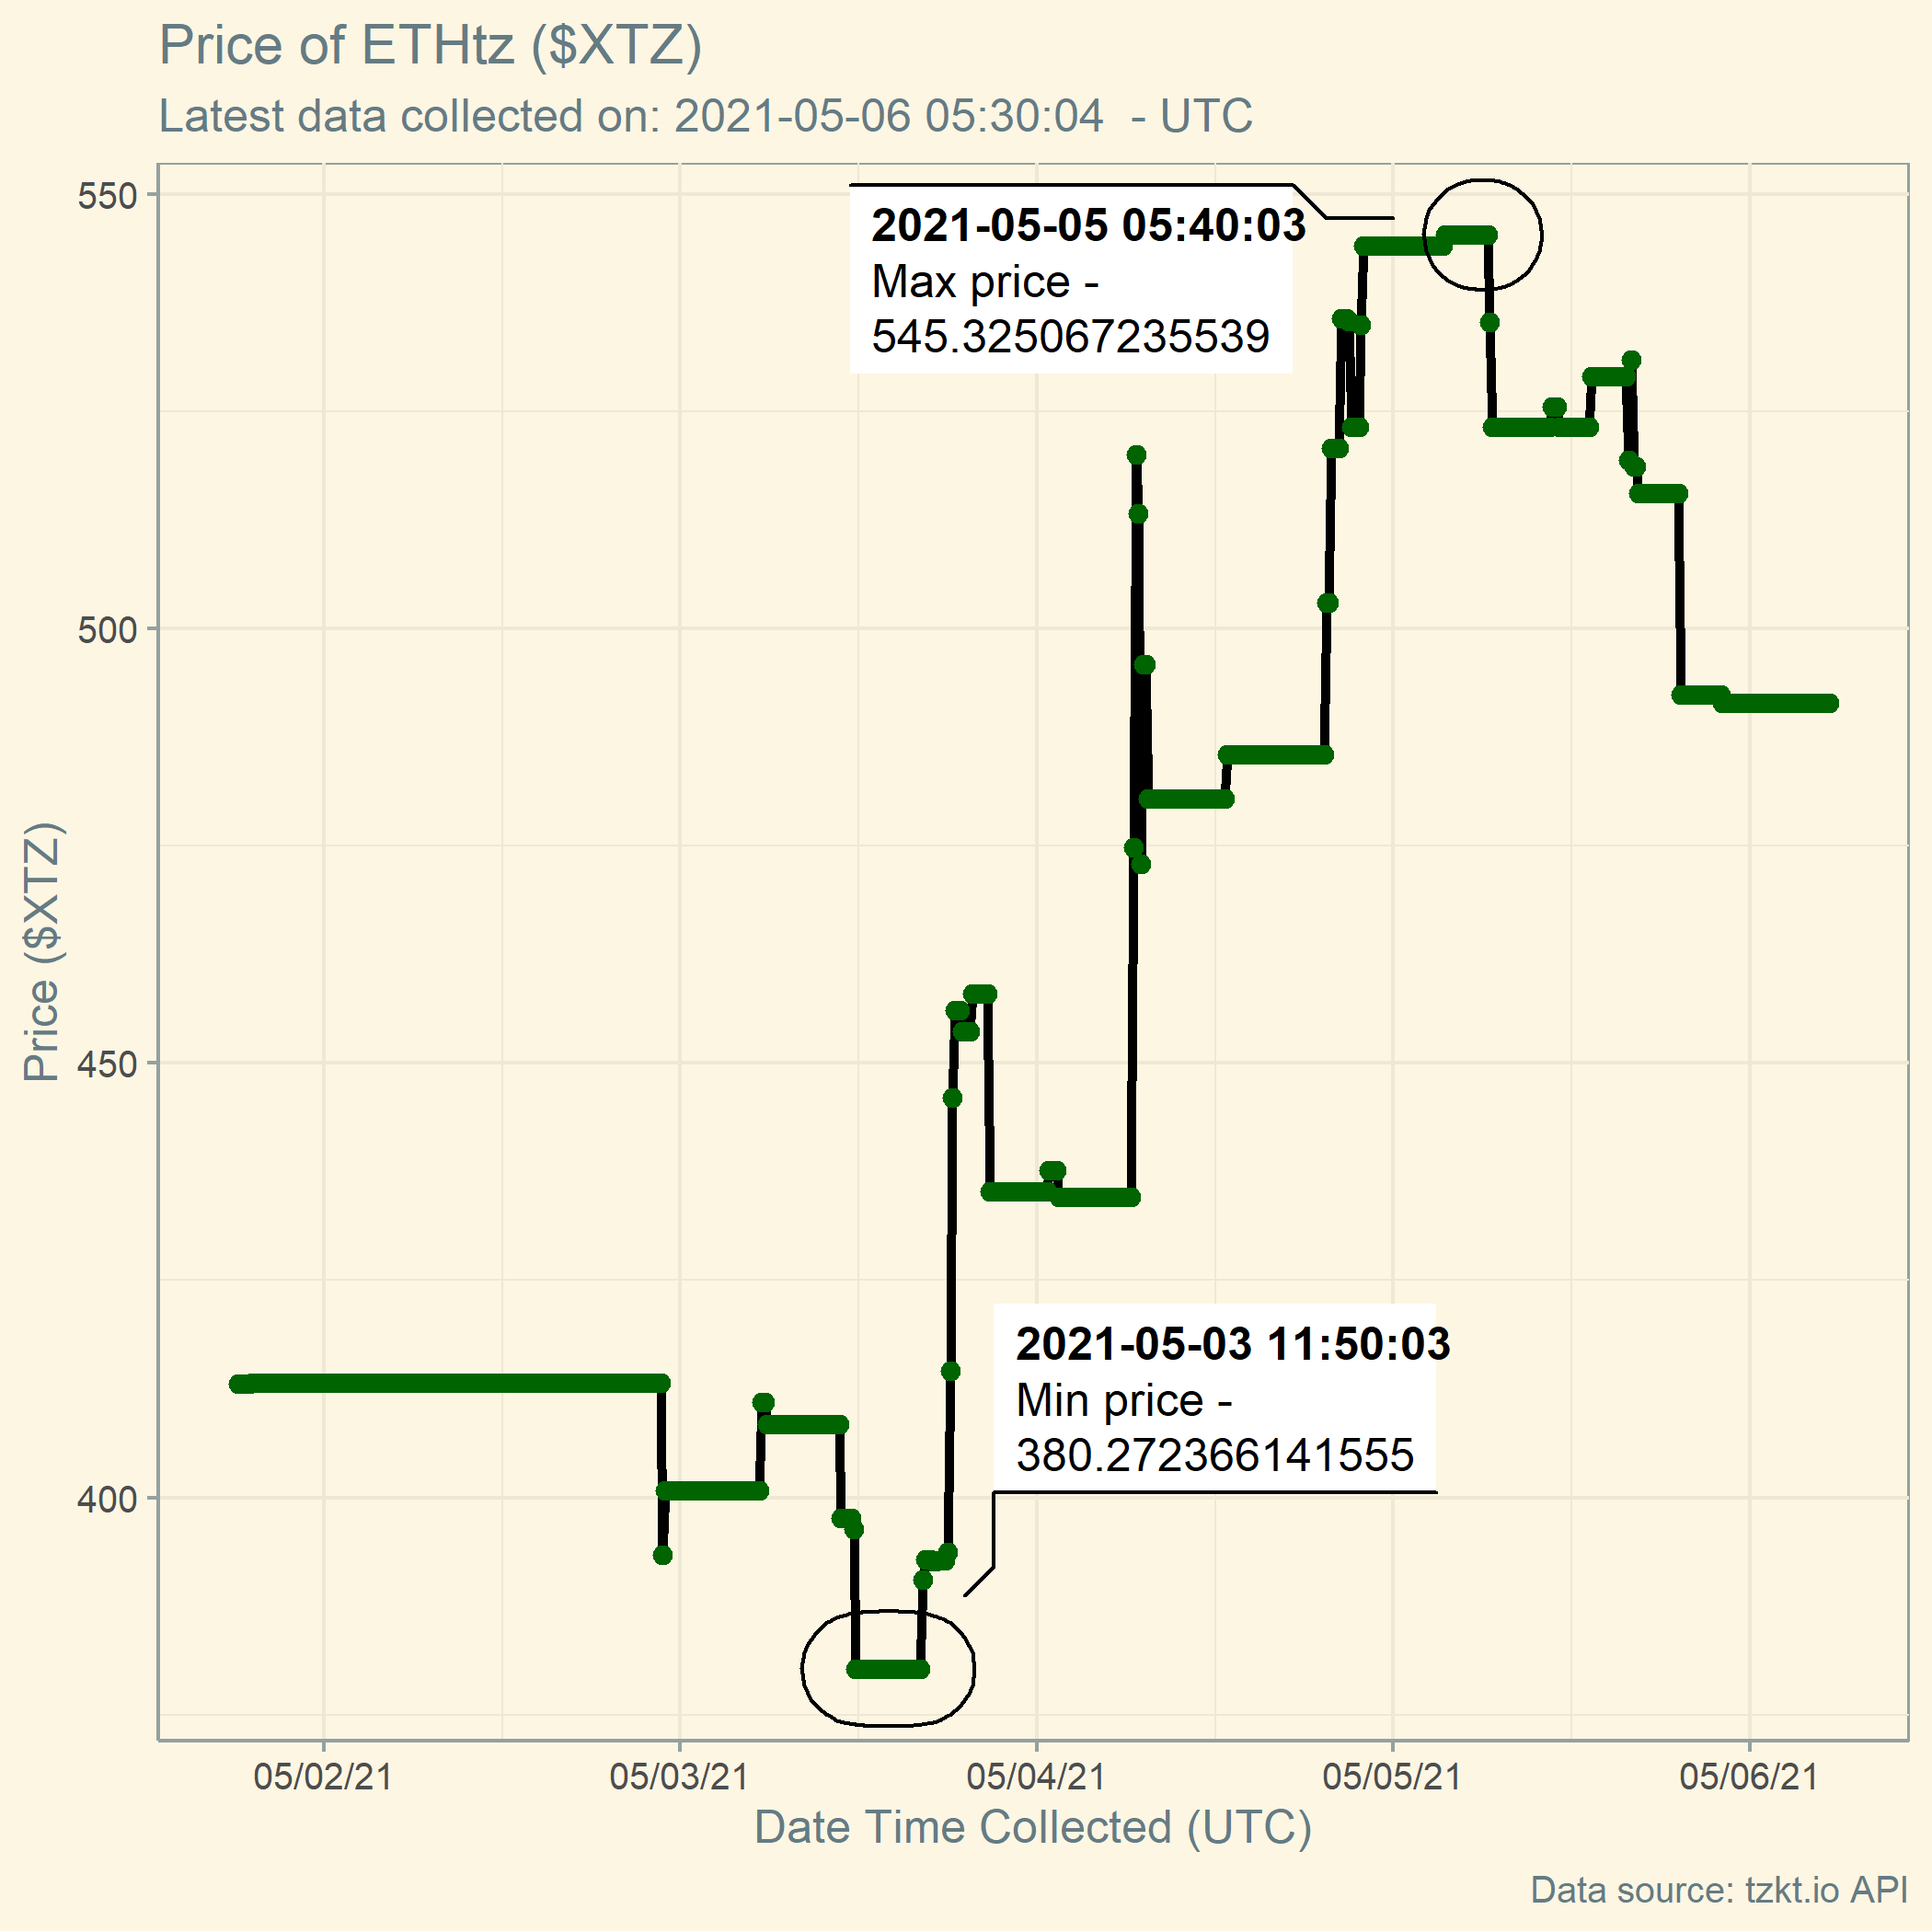 Price of ETHtz ($XTZ)
Latest data collected on: 2021-05-06 05:30:04  - UTC
2021-05-05 05:40:03
Max price -
545.325067235539
2021-05-03 11:50:03
Min price -
380.272366141555
Price ($XTZ)
550
500
450
400
05/02/21
05/03/21
05/04/21
05/05/21
05/06/21
Date Time Collected (UTC)
Data source: tzkt.io API